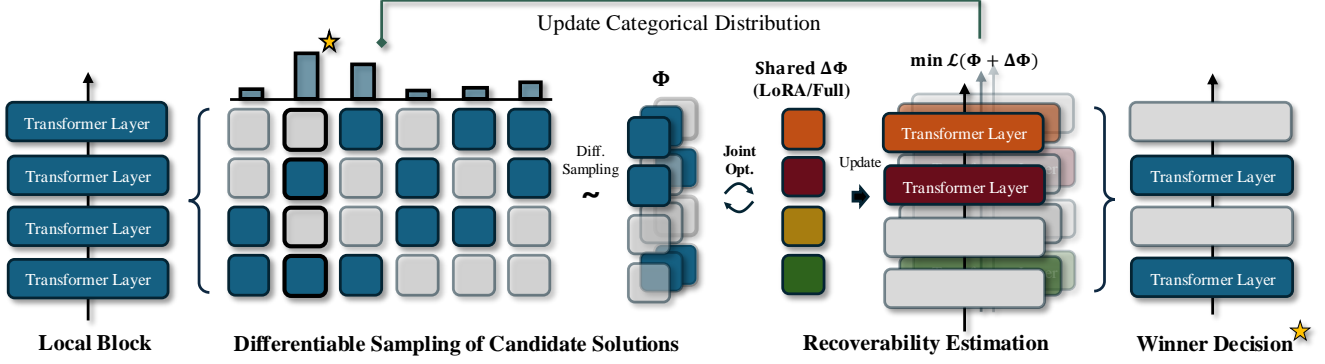 Update Categorical Distribution
Transformer Layer
Transformer Layer
Transformer Layer
Transformer Layer
Diff.
Sampling
~
Φ
Joint
Opt.
Shared ΔΦ
(LoRA/Full)
Update
min ℒ(Φ + ΔΦ)
Transformer Layer
Transformer Layer
Transformer Layer
Transformer Layer
Local Block
Differentiable Sampling of Candidate Solutions
Recoverability Estimation
Winner Decision